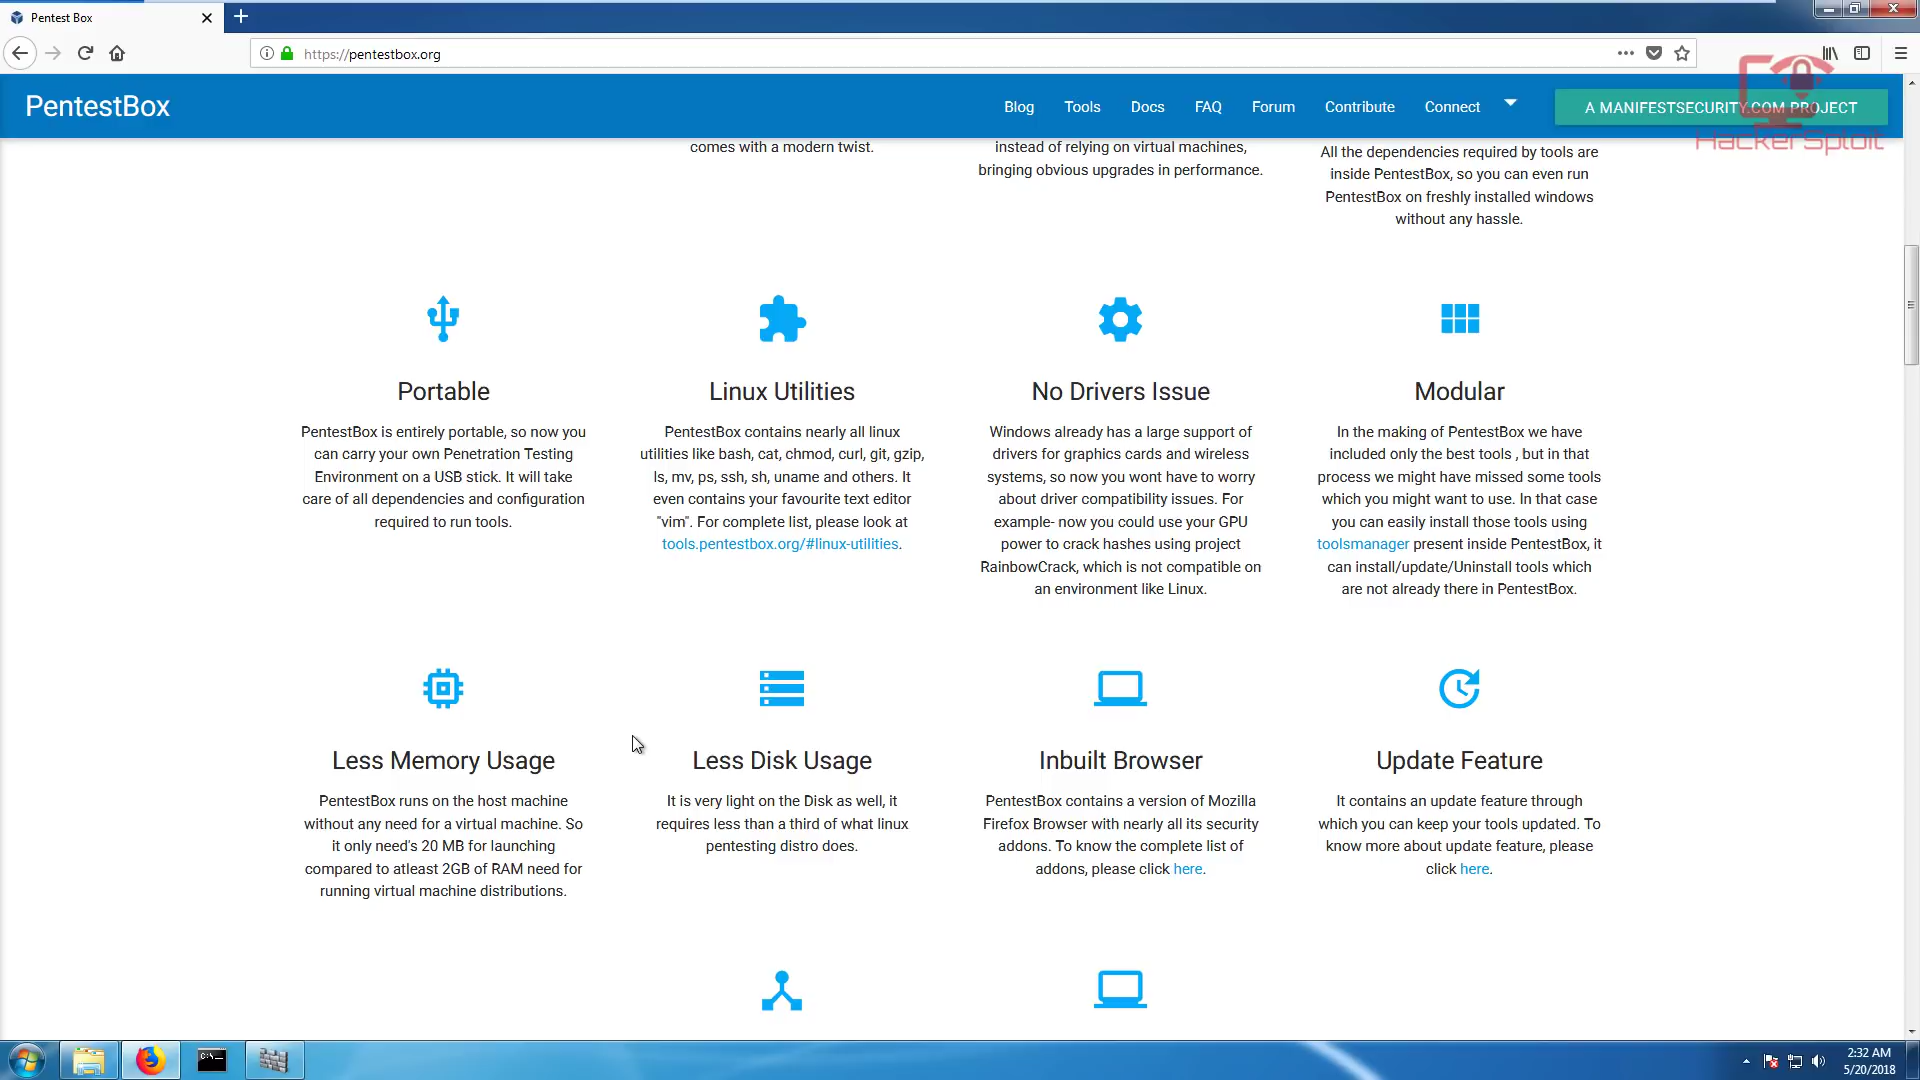 Pentest Box
https://pentestbox.org
PentestBox
Blog
Tools
Docs
FAQ
Forum
Contribute
Connect
A MANIFESTSECURITY.COM PROJECT
HackerSploit
comes with a modern twist.
instead of relying on virtual machines,
bringing obvious upgrades in performance.
All the dependencies required by tools are
inside PentestBox, so you can even run
PentestBox on freshly installed windows
without any hassle.
Portable
PentestBox is entirely portable, so now you
can carry your own Penetration Testing
Environment on a USB stick. It will take
care of all dependencies and configuration
required to run tools.
Linux Utilities
PentestBox contains nearly all linux
utilities like bash, cat, chmod, curl, git, gzip,
ls, mv, ps, ssh, sh, uname and others. It
even contains your favourite text editor
"vim". For complete list, please look at
tools.pentestbox.org/#linux-utilities.
No Drivers Issue
Windows already has a large support of
drivers for graphics cards and wireless
systems, so now you wont have to worry
about driver compatibility issues. For
example- now you could use your GPU
power to crack hashes using project
RainbowCrack, which is not compatible on
an environment like Linux.
Modular
In the making of PentestBox we have
included only the best tools , but in that
process we might have missed some tools
which you might want to use. In that case
you can easily install those tools using
toolsmanager present inside PentestBox, it
can install/update/Uninstall tools which
are not already there in PentestBox.
Less Memory Usage
PentestBox runs on the host machine
without any need for a virtual machine. So
it only need's 20 MB for launching
compared to atleast 2GB of RAM need for
running virtual machine distributions.
Less Disk Usage
It is very light on the Disk as well, it
requires less than a third of what linux
pentesting distro does.
Inbuilt Browser
PentestBox contains a version of Mozilla
Firefox Browser with nearly all its security
addons. To know the complete list of
addons, please click here.
Update Feature
It contains an update feature through
which you can keep your tools updated. To
know more about update feature, please
click here.
C:\
2:32 AM
5/20/2018